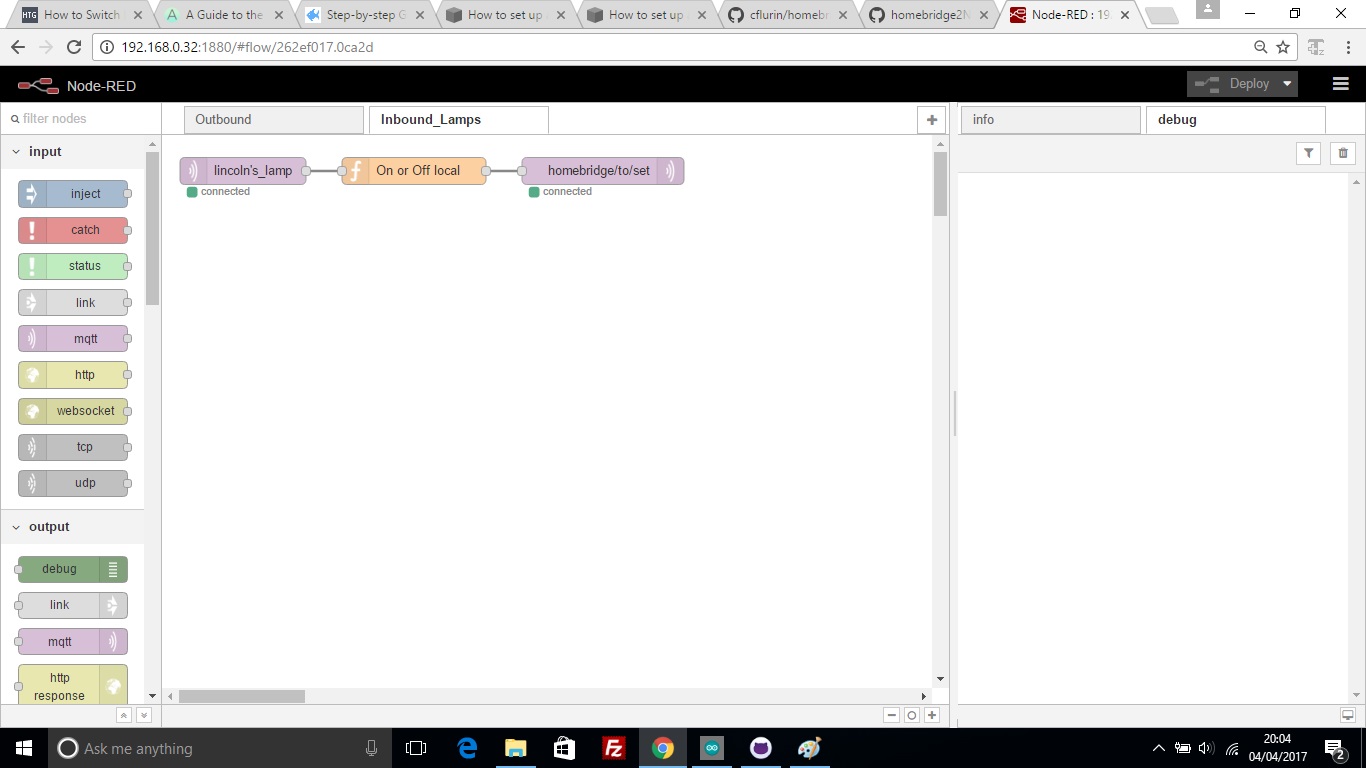 HTG How to Switch
A A Guide to the
Step-by-step G
How to set up
How to set up
cflurin/homebr
homebridge2N
Node-RED : 19
192.168.0.32:1880/#flow/262ef017.0ca2d
Node-RED
Deploy
filter nodes
Outbound
Inbound_Lamps
info
debug
input
inject
catch
status
link
mqtt
http
websocket
tcp
udp
output
debug
link
mqtt
http
response
lincoln's_lamp
connected
On or Off local
homebridge/to/set
connected
Ask me anything
20:04
04/04/2017
2